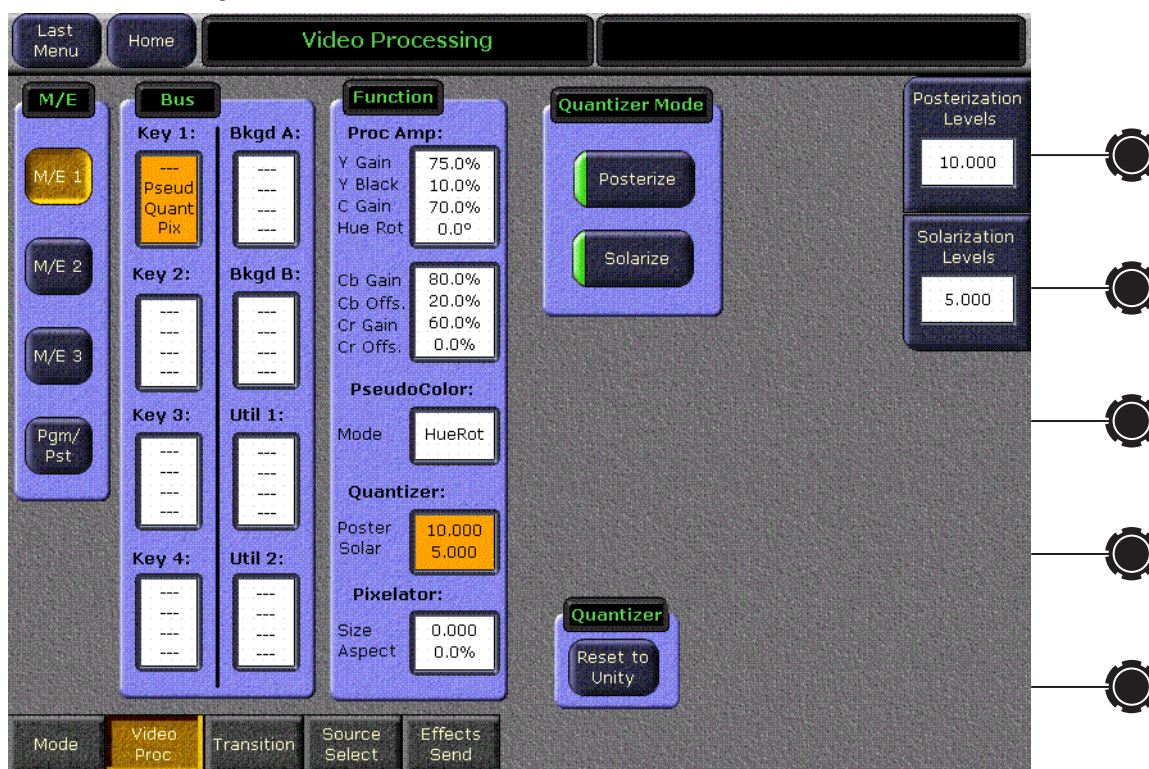 Last
Menu
Home
Video Processing
M/E
M/E 1
M/E 2
M/E 3
Pgm/
Pst
Bus
Key 1:
---
Pseud
Quant
Pix
Bkgd A:
---
---
---
---
Key 2:
---
---
---
---
Bkgd B:
---
---
---
---
Key 3:
---
---
---
---
Util 1:
---
---
---
---
Key 4:
---
---
---
---
Util 2:
---
---
---
---
Function
Proc Amp:
Y Gain 75.0%
Y Black 10.0%
C Gain 70.0%
Hue Rot 0.0°
Cb Gain 80.0%
Cb Offs. 20.0%
Cr Gain 60.0%
Cr Offs. 0.0%
PseudoColor:
Mode HueRot
Quantizer:
Poster 10.000
Solar 5.000
Pixelator:
Size 0.000
Aspect 0.0%
Quantizer Mode
Posterize
Solarize
Quantizer
Reset to
Unity
Posterization
Levels
10.000
Solarization
Levels
5.000
Mode
Video
Proc
Transition
Source
Select
Effects
Send